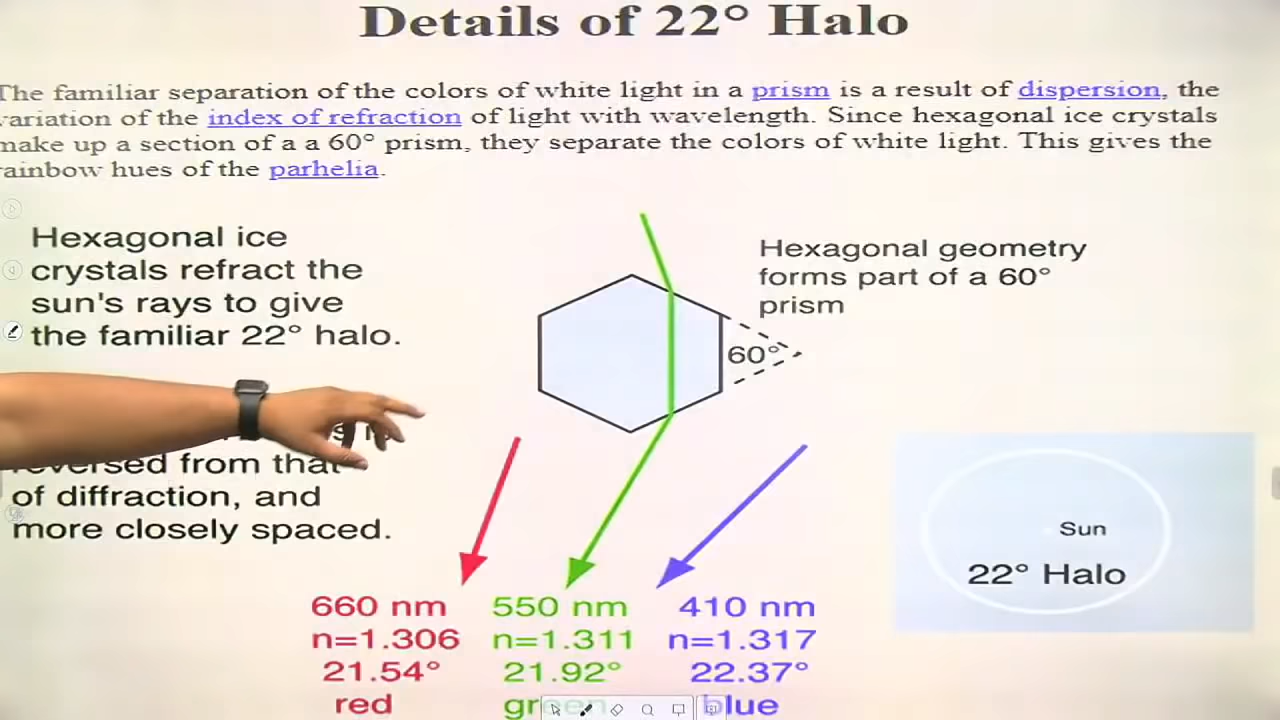 Details of 22° Halo
The familiar separation of the colors of white light in a prism is a result of dispersion, the
variation of the index of refraction of light with wavelength. Since hexagonal ice crystals
make up a section of a a 60° prism, they separate the colors of white light. This gives the
rainbow hues of the parhelia.
Hexagonal ice
crystals refract the
sun's rays to give
the familiar 22° halo.
Hexagonal geometry
forms part of a 60°
prism
60°
reversed from that
of diffraction, and
more closely spaced.
Sun
22° Halo
660 nm 550 nm 410 nm
n=1.306 n=1.311 n=1.317
21.54° 21.92° 22.37°
red green blue